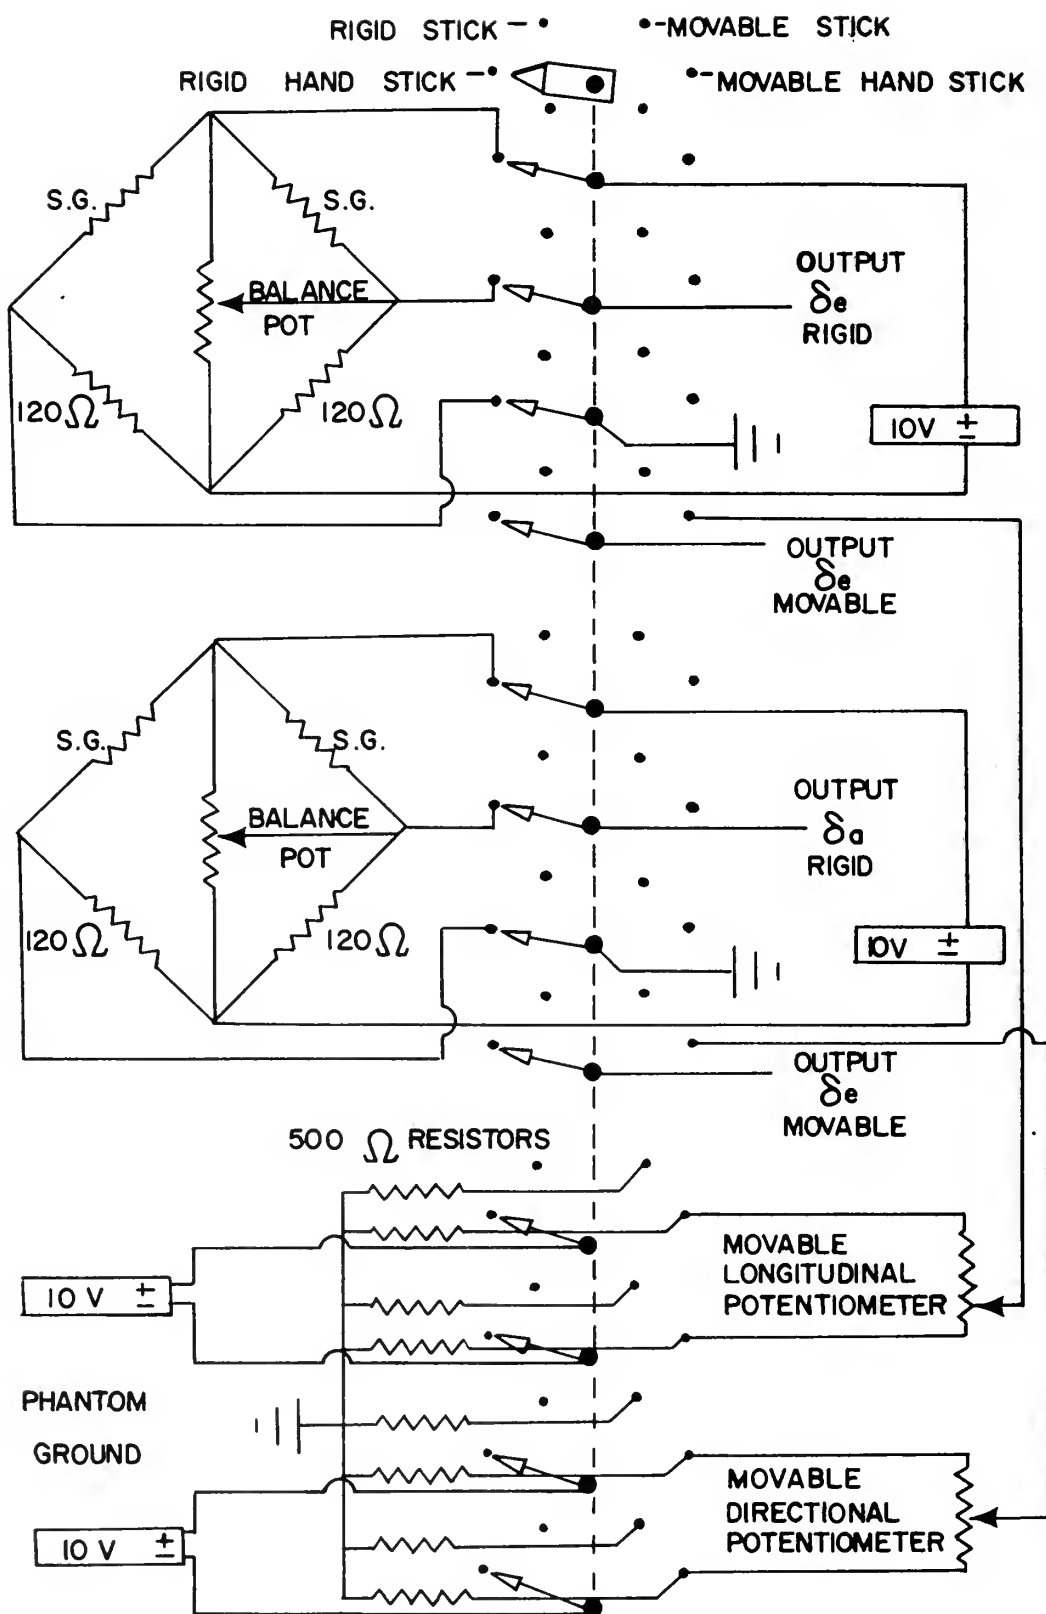 RIGID STICK
MOVABLE STICK
RIGID HAND STICK
MOVABLE HAND STICK
S.G.
S.G.
BALANCE
POT
120Ω
120Ω
OUTPUT
δe
RIGID
10V ±
OUTPUT
δe
MOVABLE
S.G.
S.G.
BALANCE
POT
120Ω
120Ω
OUTPUT
δa
RIGID
10V ±
OUTPUT
δe
MOVABLE
500 Ω RESISTORS
10 V ±
MOVABLE
LONGITUDINAL
POTENTIOMETER
PHANTOM
GROUND
10 V ±
MOVABLE
DIRECTIONAL
POTENTIOMETER